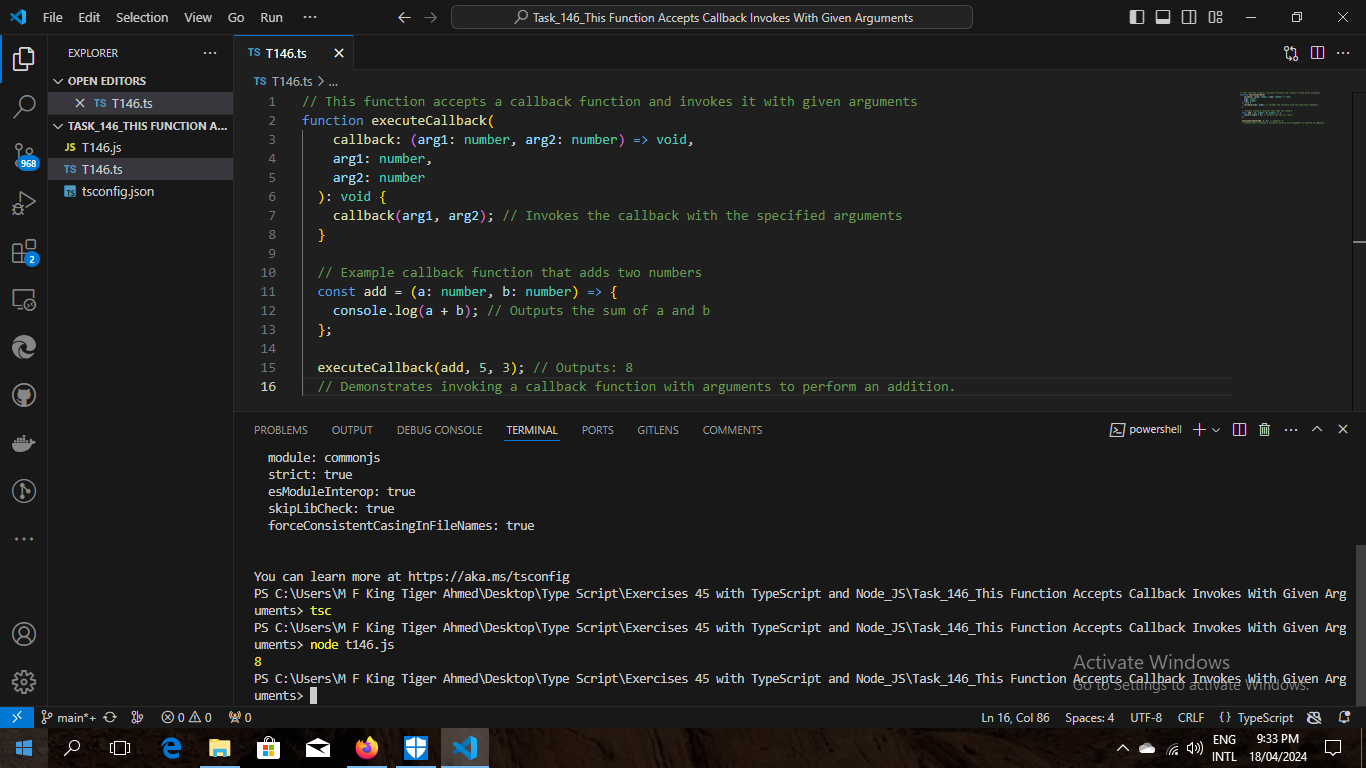 File Edit Selection View Go Run ···
Task_146_This Function Accepts Callback Invokes With Given Arguments
EXPLORER
OPEN EDITORS
TS T146.ts
TASK_146_THIS FUNCTION A...
JS T146.js
TS T146.ts
tsconfig.json
968
2
TS T146.ts
TS T146.ts > ...
1 // This function accepts a callback function and invokes it with given arguments
2 function executeCallback(
3 callback: (arg1: number, arg2: number) => void,
4 arg1: number,
5 arg2: number
6 ): void {
7 callback(arg1, arg2); // Invokes the callback with the specified arguments
8 }
9
10 // Example callback function that adds two numbers
11 const add = (a: number, b: number) => {
12 console.log(a + b); // Outputs the sum of a and b
13 };
14
15 executeCallback(add, 5, 3); // Outputs: 8
16 // Demonstrates invoking a callback function with arguments to perform an addition.
PROBLEMS OUTPUT DEBUG CONSOLE TERMINAL PORTS GITLENS COMMENTS
powershell
module: commonjs
strict: true
esModuleInterop: true
skipLibCheck: true
forceConsistentCasingInFileNames: true
You can learn more at https://aka.ms/tsconfig
PS C:\Users\M F King Tiger Ahmed\Desktop\Type Script\Exercises 45 with TypeScript and Node_JS\Task_146_This Function Accepts Callback Invokes With Given Arg
uments> tsc
PS C:\Users\M F King Tiger Ahmed\Desktop\Type Script\Exercises 45 with TypeScript and Node_JS\Task_146_This Function Accepts Callback Invokes With Given Arg
uments> node t146.js
8
PS C:\Users\M F King Tiger Ahmed\Desktop\Type Script\Exercises 45 with TypeScript and Node_JS\Task_146_This Function Accepts Callback Invokes With Given Arg
uments>
Activate Windows
Go to Settings to activate Windows.
main*+ 0 0 0
Ln 16, Col 86 Spaces: 4 UTF-8 CRLF {} TypeScript
ENG
INTL
9:33 PM
18/04/2024